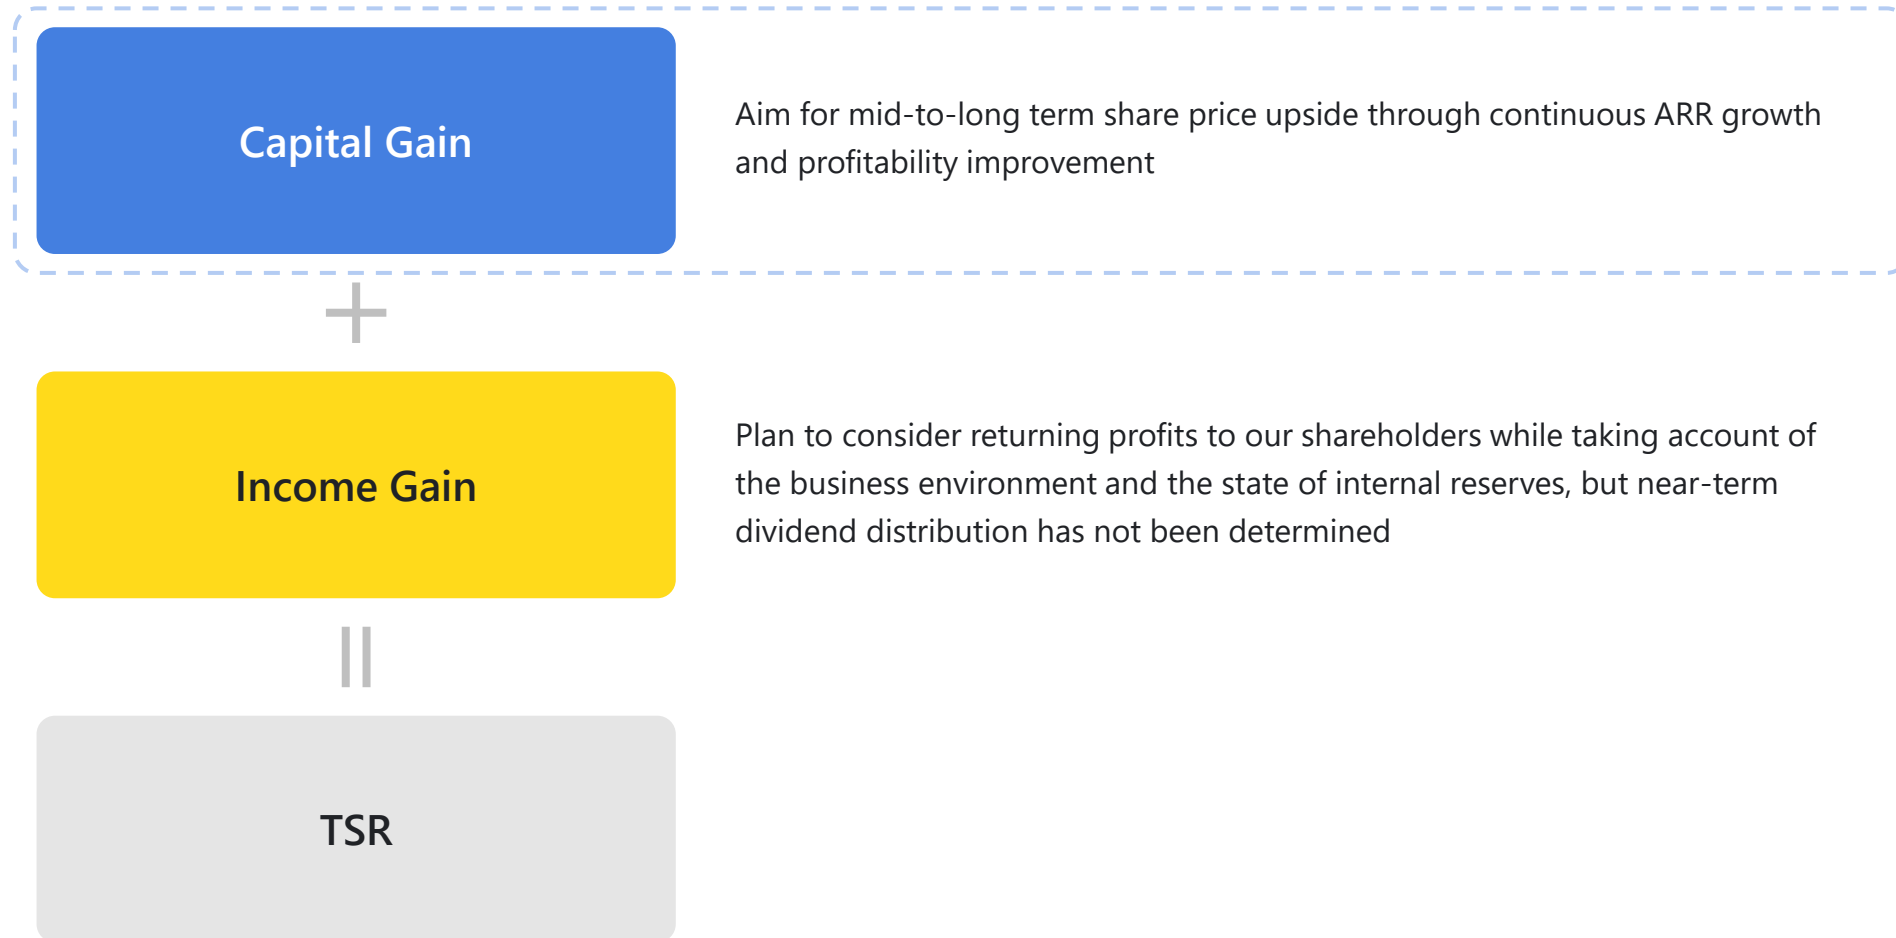 Capital Gain
Aim for mid-to-long term share price upside through continuous ARR growth
and profitability improvement
+
Income Gain
Plan to consider returning profits to our shareholders while taking account of
the business environment and the state of internal reserves, but near-term
dividend distribution has not been determined
TSR